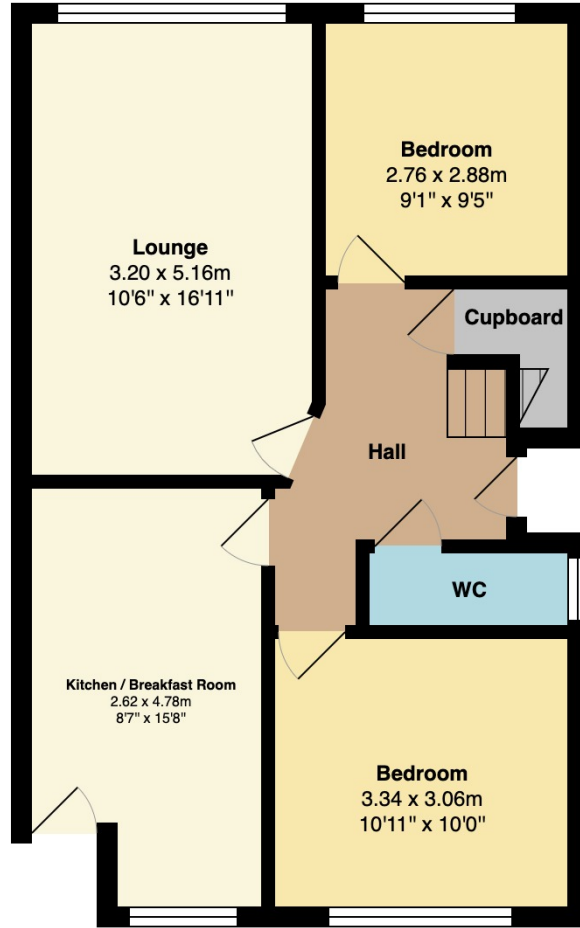 Bedroom
2.76 x 2.88m
9'1" x 9'5"
Lounge
3.20 x 5.16m
10'6" x 16'11"
Cupboard
Hall
WC
Kitchen / Breakfast Room
2.62 x 4.78m
8'7" x 15'8"
Bedroom
3.34 x 3.06m
10'11" x 10'0"